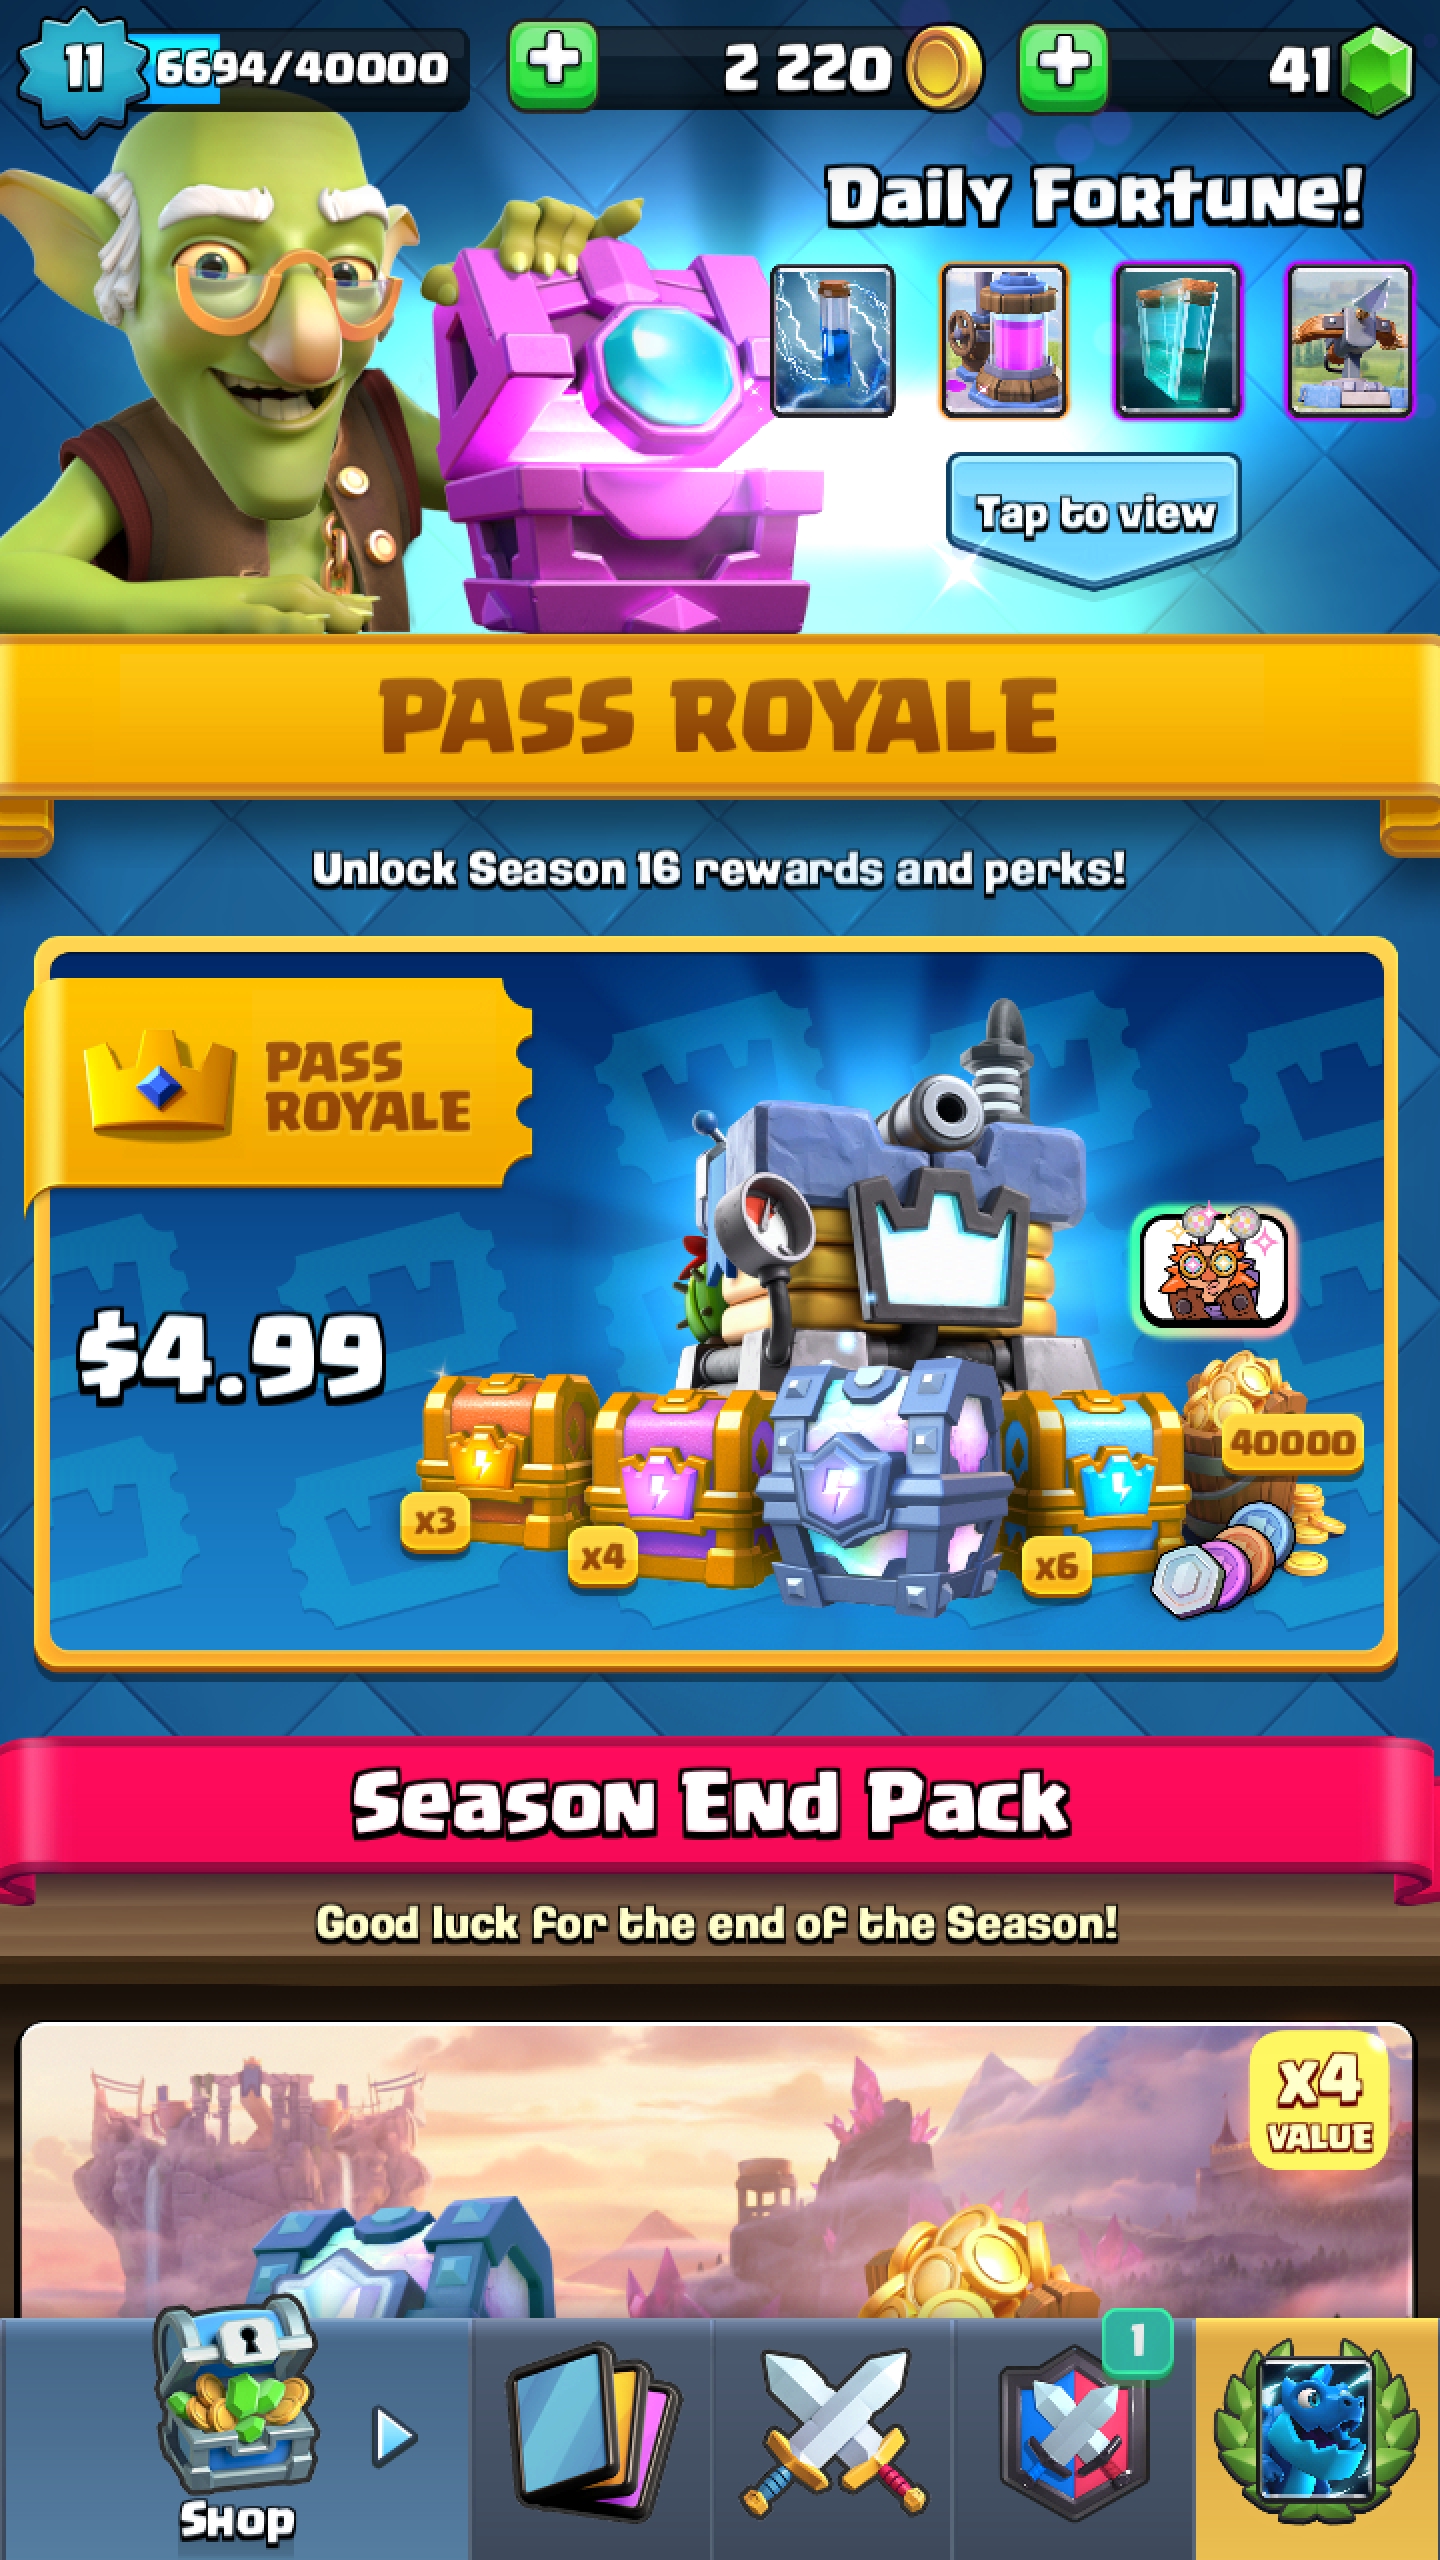 11
6694/40000
2 220
41
Daily Fortune!
Tap to view
PASS ROYALE
Unlock Season 16 rewards and perks!
PASS
ROYALE
$4.99
40000
x3
x4
x6
Season End Pack
Good luck for the end of the Season!
x4
VALUE
1
Shop